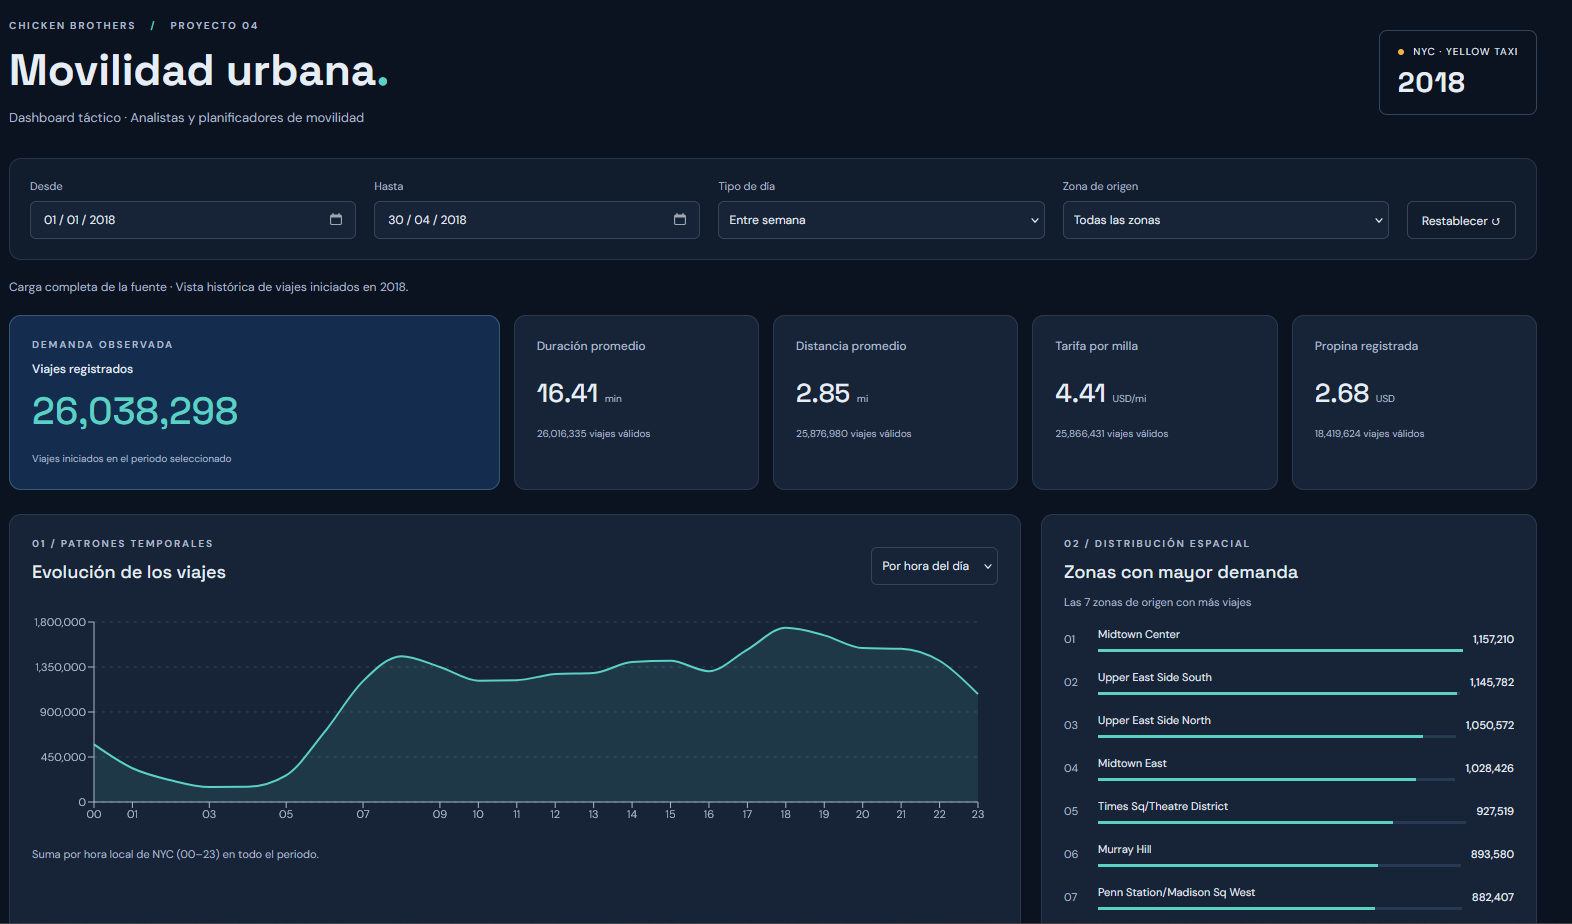 CHICKEN BROTHERS / PROYECTO 04
Movilidad urbana.
Dashboard táctico · Analistas y planificadores de movilidad
NYC · YELLOW TAXI
2018
Desde
01 / 01 / 2018
Hasta
30 / 04 / 2018
Tipo de día
Entre semana
Zona de origen
Todas las zonas
Restablecer ↺
Carga completa de la fuente · Vista histórica de viajes iniciados en 2018.
DEMANDA OBSERVADA
Viajes registrados
26,038,298
Viajes iniciados en el periodo seleccionado
Duración promedio
16.41 min
26,016,335 viajes válidos
Distancia promedio
2.85 mi
25,876,980 viajes válidos
Tarifa por milla
4.41 USD/mi
25,866,431 viajes válidos
Propina registrada
2.68 USD
18,419,624 viajes válidos
01 / PATRONES TEMPORALES
Evolución de los viajes
Por hora del día
1,800,000
1,350,000
900,000
450,000
0
00 01 03 05 07 09 10 11 12 13 14 15 16 17 18 19 20 21 22 23
Suma por hora local de NYC (00–23) en todo el periodo.
02 / DISTRIBUCIÓN ESPACIAL
Zonas con mayor demanda
Las 7 zonas de origen con más viajes
01 Midtown Center 1,157,210
02 Upper East Side South 1,145,782
03 Upper East Side North 1,050,572
04 Midtown East 1,028,426
05 Times Sq/Theatre District 927,519
06 Murray Hill 893,580
07 Penn Station/Madison Sq West 882,407